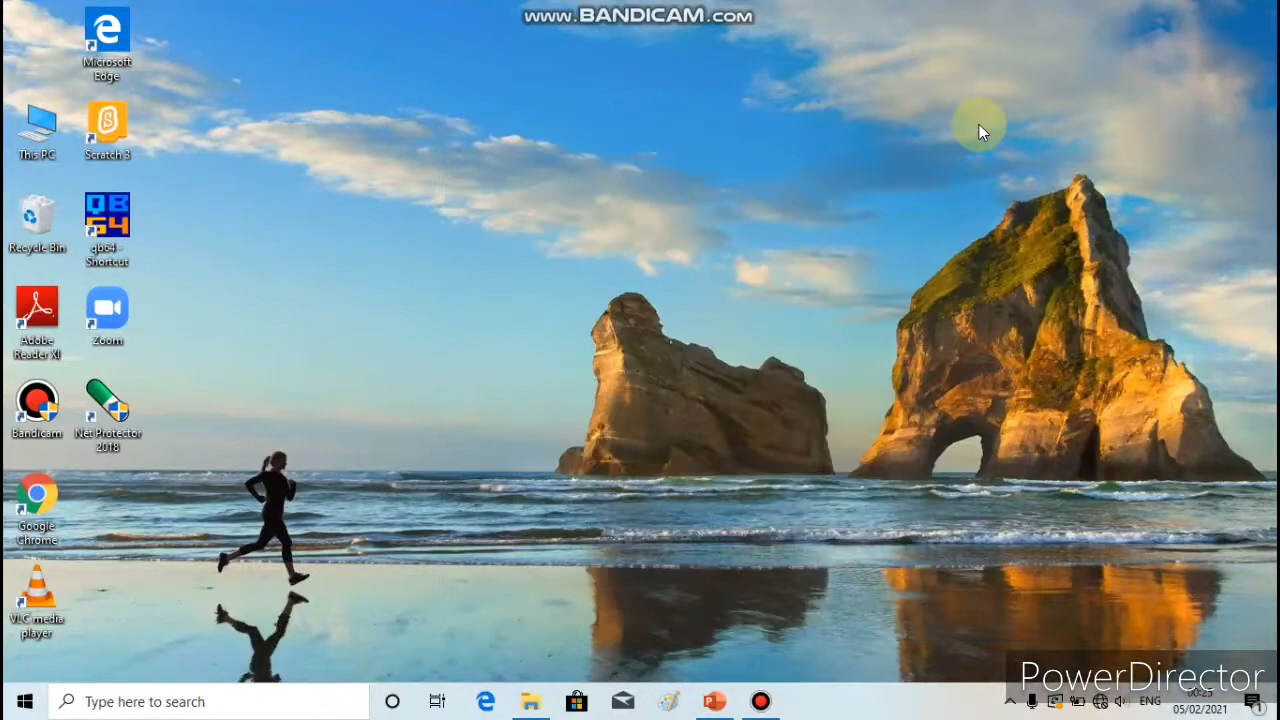 www.BANDICAM.com
Microsoft
Edge
This PC
Scratch 3
Recycle Bin
qb64 -
Shortcut
Adobe
Reader XI
Zoom
Bandicam
Net Protector
2018
Google
Chrome
VLC media
player
PowerDirector
Type here to search
ENG
05/02/2021